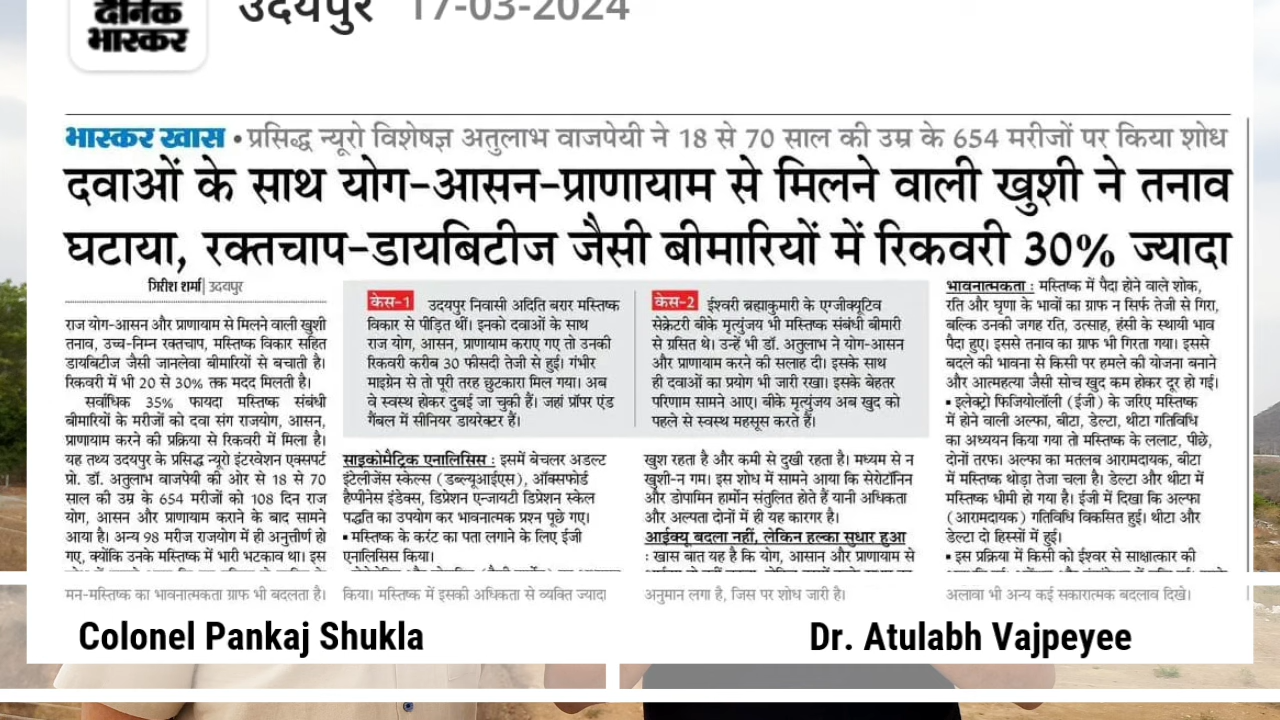 दैनिक
भास्कर
उदयपुर 17-03-2024
भास्कर खास • प्रसिद्ध न्यूरो विशेषज्ञ अतुलाभ वाजपेयी ने 18 से 70 साल की उम्र के 654 मरीजों पर किया शोध
दवाओं के साथ योग-आसन-प्राणायाम से मिलने वाली खुशी ने तनाव
घटाया, रक्तचाप-डायबिटीज जैसी बीमारियों में रिकवरी 30% ज्यादा
गिरीश शर्मा| उदयपुर
राज योग-आसन और प्राणायाम से मिलने वाली खुशी
तनाव, उच्च-निम्न रक्तचाप, मस्तिष्क विकार सहित
डायबिटीज जैसी जानलेवा बीमारियों से बचाती है।
रिकवरी में भी 20 से 30% तक मदद मिलती है।
सर्वाधिक 35% फायदा मस्तिष्क संबंधी
बीमारियों के मरीजों को दवा संग राजयोग, आसन,
प्राणायाम करने की प्रक्रिया से रिकवरी में मिला है।
यह तथ्य उदयपुर के प्रसिद्ध न्यूरो इंटरवेशन एक्सपर्ट
प्रो. डॉ. अतुलाभ वाजपेयी की ओर से 18 से 70
साल की उम्र के 654 मरीजों को 108 दिन राज
योग, आसन और प्राणायाम कराने के बाद सामने
आया है। अन्य 98 मरीज राजयोग में ही अनुत्तीर्ण हो
गए, क्योंकि उनके मस्तिष्क में भारी भटकाव था। इस
मन-मस्तिष्क का भावनात्मकता ग्राफ भी बदलता है।
केस-1 उदयपुर निवासी अदिति बरार मस्तिष्क
विकार से पीड़ित थीं। इनको दवाओं के साथ
राज योग, आसन, प्राणायाम कराए गए तो उनकी
रिकवरी करीब 30 फीसदी तेजी से हुई। गंभीर
माइग्रेन से तो पूरी तरह छुटकारा मिल गया। अब
वे स्वस्थ होकर दुबई जा चुकी हैं। जहां प्रॉपर एंड
गैंबल में सीनियर डायरेक्टर हैं।
केस-2 ईश्वरी ब्रह्माकुमारी के एग्जीक्यूटिव
सेक्रेटरी बीके मृत्युंजय भी मस्तिष्क संबंधी बीमारी
से ग्रसित थे। उन्हें भी डॉ. अतुलाभ ने योग-आसन
और प्राणायाम करने की सलाह दी। इसके साथ
ही दवाओं का प्रयोग भी जारी रखा। इसके बेहतर
परिणाम सामने आए। बीके मृत्युंजय अब खुद को
पहले से स्वस्थ महसूस करते हैं।
साइकोमैट्रिक एनालिसिस : इसमें बेचलर अडल्ट
इंटेलीजेंस स्केल्स (डब्ल्यूआईएस), ऑक्सफोर्ड
हैप्पीनेस इंडेक्स, डिप्रेशन एन्जायटी डिप्रेशन स्केल
पद्धति का उपयोग कर भावनात्मक प्रश्न पूछे गए।
▪ मस्तिष्क के करंट का पता लगाने के लिए ईजी
एनालिसिस किया।
किया। मस्तिष्क में इसकी अधिकता से व्यक्ति ज्यादा
खुश रहता है और कमी से दुखी रहता है। मध्यम से न
खुशी-न गम। इस शोध में सामने आया कि सेरोटॉनिन
और डोपामिन हार्मोन संतुलित होते हैं यानी अधिकता
और अल्पता दोनों में ही यह कारगर है।
आईक्यू बदला नहीं, लेकिन हल्का सुधार हुआ
: खास बात यह है कि योग, आसान और प्राणायाम से
अनुमान लगा है, जिस पर शोध जारी है।
भावनात्मकता : मस्तिष्क में पैदा होने वाले शोक,
रति और घृणा के भावों का ग्राफ न सिर्फ तेजी से गिरा,
बल्कि उनकी जगह रति, उत्साह, हंसी के स्थायी भाव
पैदा हुए। इससे तनाव का ग्राफ भी गिरता गया। इससे
बदले की भावना से किसी पर हमले की योजना बनाने
और आत्महत्या जैसी सोच खुद कम होकर दूर हो गई।
▪ इलेक्ट्रो फिजियोलॉली (ईजी) के जरिए मस्तिष्क
में होने वाली अल्फा, बीटा, डेल्टा, थीटा गतिविधि
का अध्ययन किया गया तो मस्तिष्क के ललाट, पीछे,
दोनों तरफ। अल्फा का मतलब आरामदायक, बीटा
में मस्तिष्क थोड़ा तेजा चला है। डेल्टा और थीटा में
मस्तिष्क धीमी हो गया है। ईजी में दिखा कि अल्फा
(आरामदायक) गतिविधि विकसित हुई। थीटा और
डेल्टा दो हिस्सों में हुई।
▪ इस प्रक्रिया में किसी को ईश्वर से साक्षात्कार की
अलावा भी अन्य कई सकारात्मक बदलाव दिखे।
Colonel Pankaj Shukla
Dr. Atulabh Vajpeyee